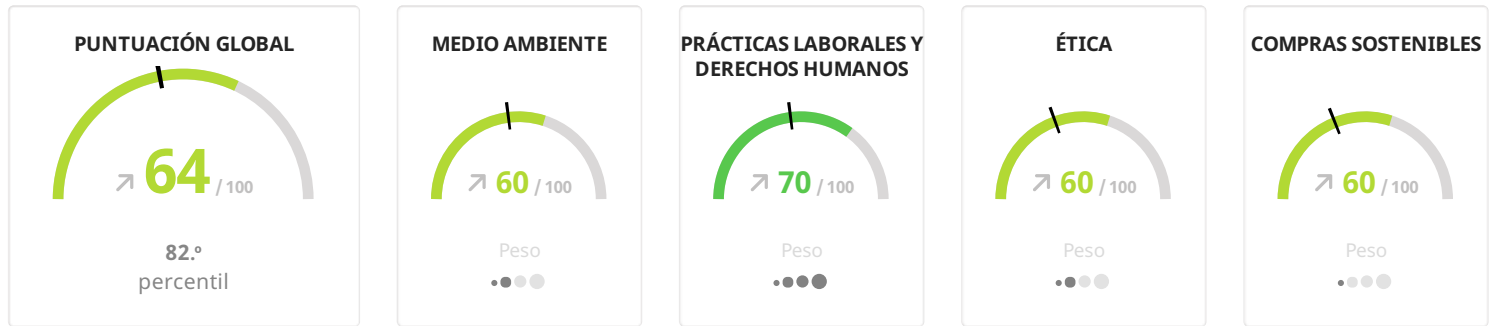 PUNTUACIÓN GLOBAL
64 / 100
82.º
percentil
MEDIO AMBIENTE
60 / 100
Peso
PRÁCTICAS LABORALES Y
DERECHOS HUMANOS
70 / 100
Peso
ÉTICA
60 / 100
Peso
COMPRAS SOSTENIBLES
60 / 100
Peso